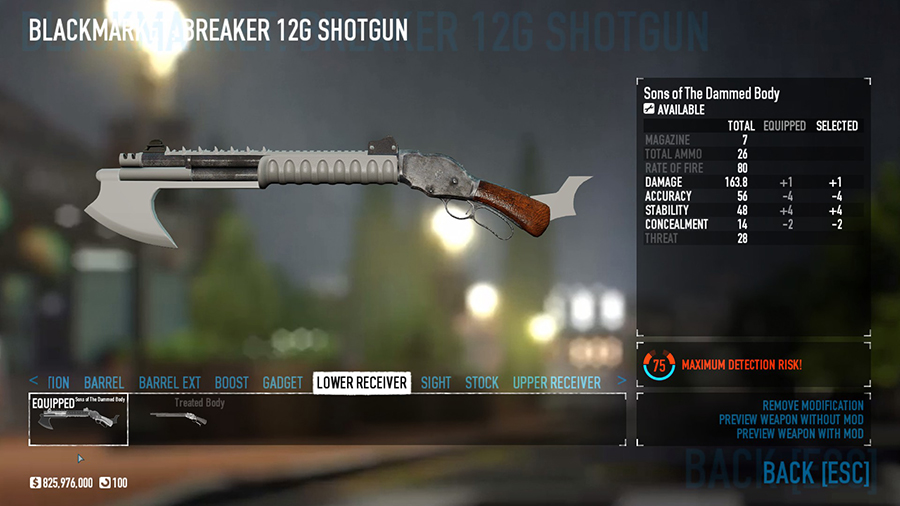 BLACKMARK BREAKER 12G SHOTGUN
Sons of The Dammed Body
AVAILABLE
TOTAL EQUIPPED SELECTED
MAGAZINE 7
TOTAL AMMO 26
RATE OF FIRE 80
DAMAGE 163.8 +1 +1
ACCURACY 56 -4 -4
STABILITY 48 +4 +4
CONCEALMENT 14 -2 -2
THREAT 28
75 MAXIMUM DETECTION RISK!
< TION BARREL BARREL EXT BOOST GADGET LOWER RECEIVER SIGHT STOCK UPPER RECEIVER >
EQUIPPED Sons of The Dammed Body
Treated Body
REMOVE MODIFICATION
PREVIEW WEAPON WITHOUT MOD
PREVIEW WEAPON WITH MOD
BACK [ESC]
$ 825,976,000 100